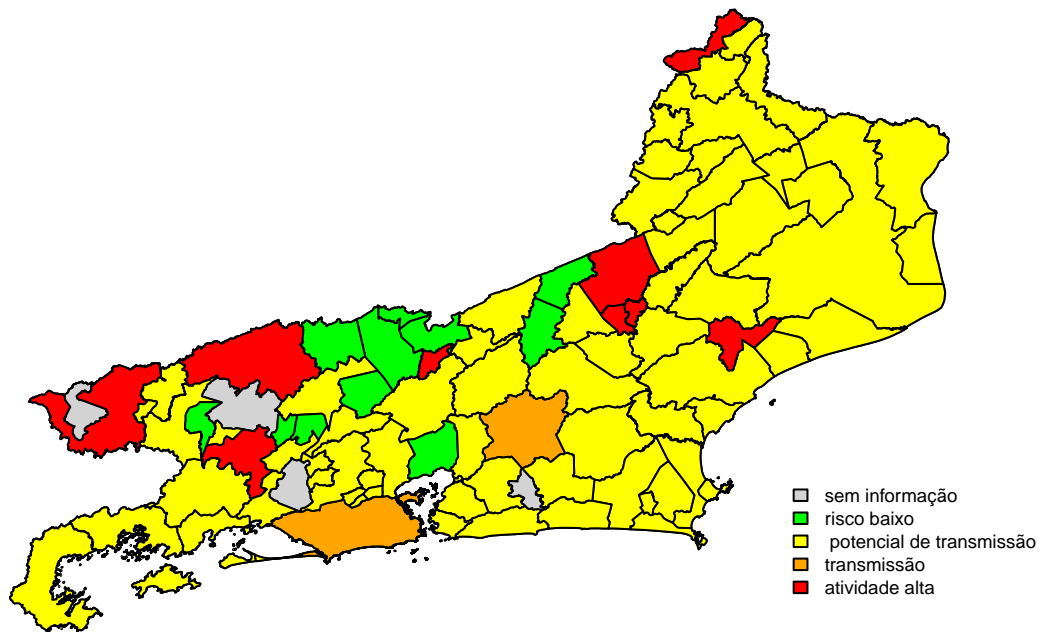 sem informação
risco baixo
potencial de transmissão
transmissão
atividade alta